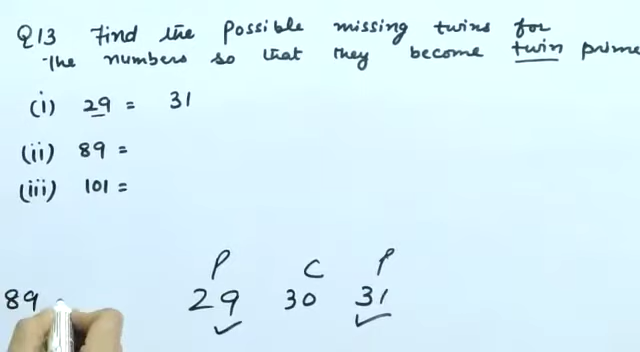 Q13 Find the possible missing twins for
the numbers so that they become twin prime
(i) 29 = 31
(ii) 89 =
(iii) 101 =
P C P
89 29 30 31